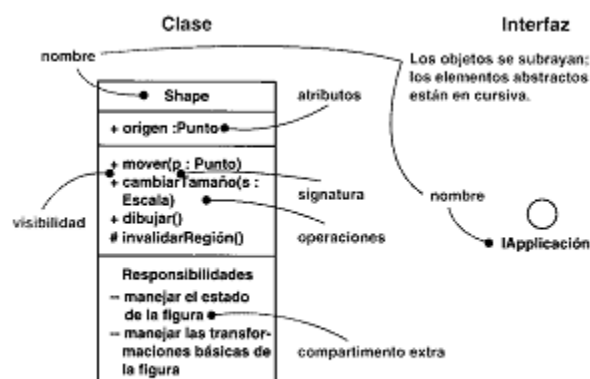 Clase
Interfaz
nombre
Los objetos se subrayan;
los elementos abstractos
están en cursiva.
Shape
atributos
+ origen :Punto
+ mover(p : Punto)
+ cambiarTamaño(s :
Escala)
+ dibujar()
# invalidarRegión()
visibilidad
signatura
operaciones
nombre
IApplicación
Responsibilidades
– manejar el estado
de la figura
– manejar las transfor-
maciones básicas de
la figura
compartimento extra